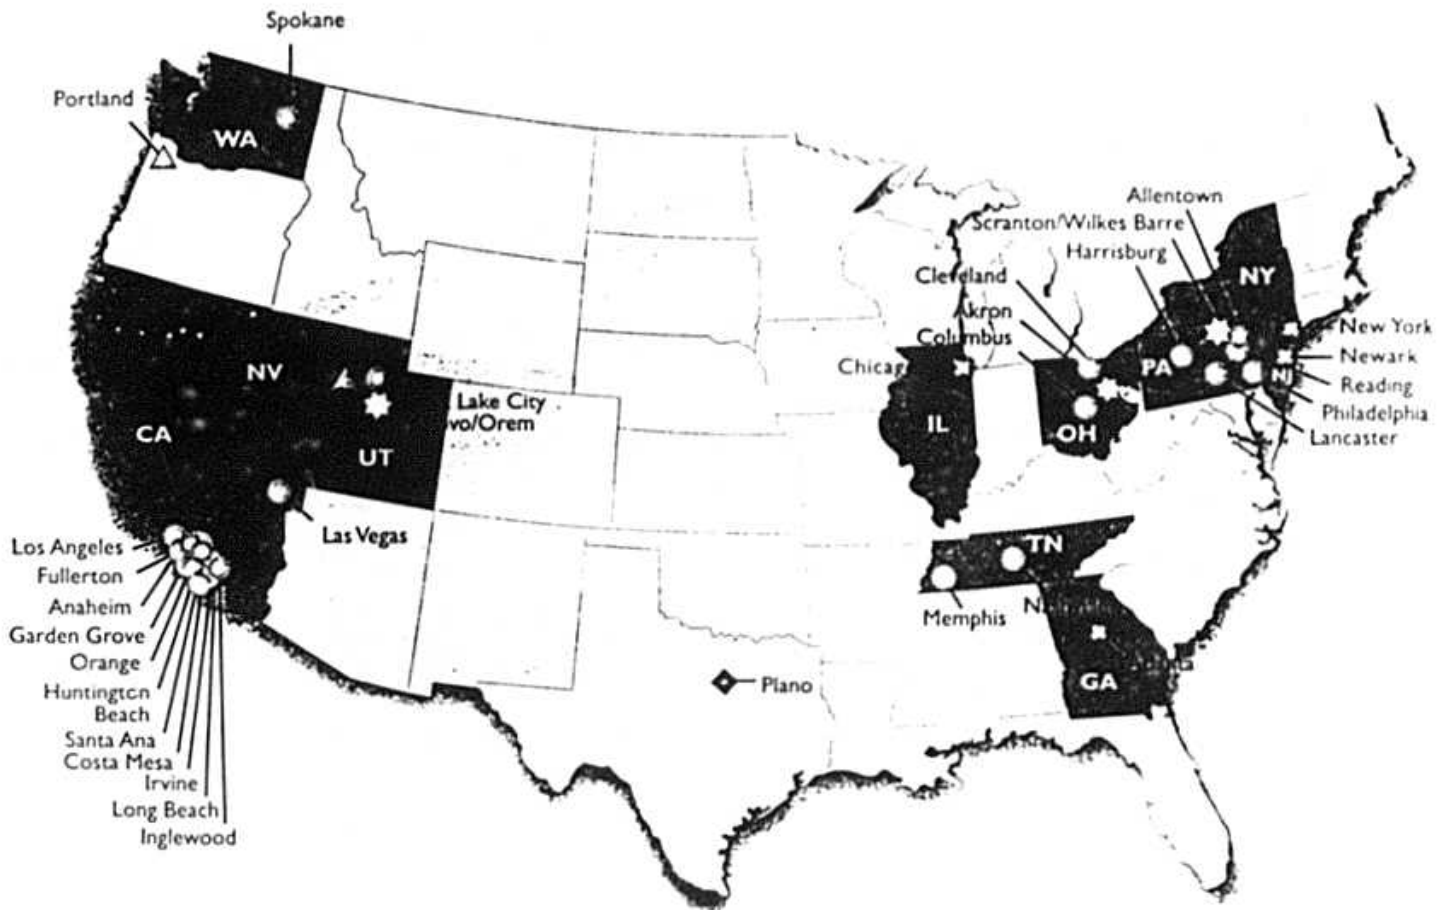 Spokane
Portland
WA
Allentown
Scranton/Wilkes Barre
Harrisburg
NY
Cleveland
Akron
Columbus
New York
Newark
Chicag
PA
NJ
Reading
Philadelphia
Lancaster
NV
Lake City
vo/Orem
CA
UT
IL
OH
Las Vegas
TN
Los Angeles
Fullerton
Anaheim
Garden Grove
Orange
Huntington
Beach
Santa Ana
Costa Mesa
Irvine
Long Beach
Inglewood
Memphis
Plano
GA